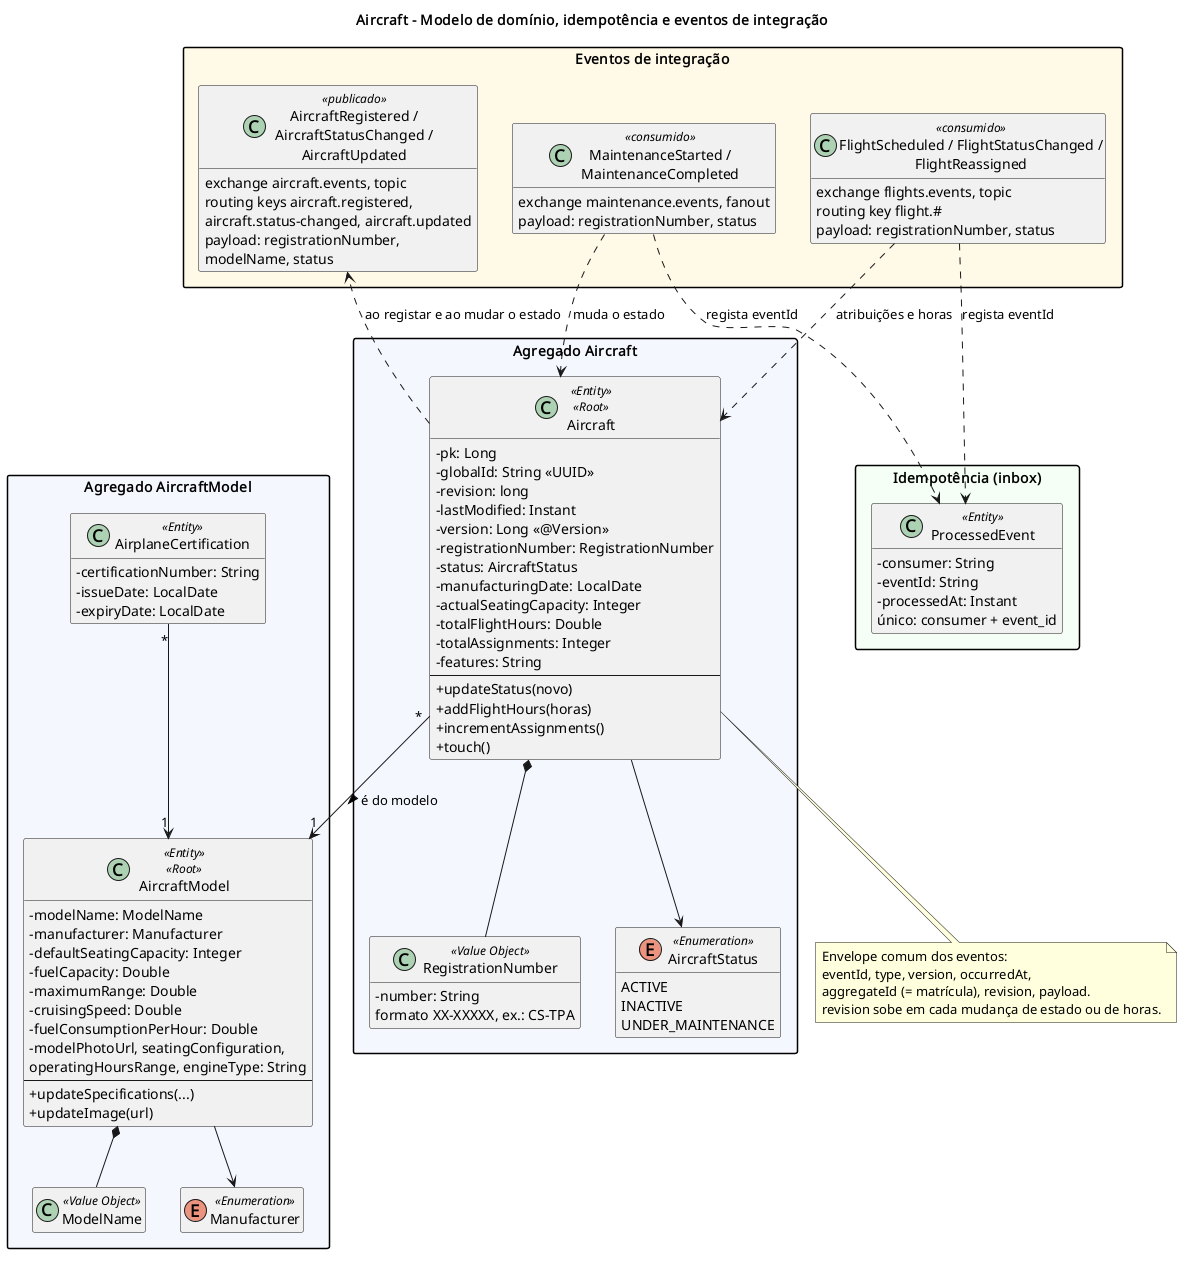 Aircraft - Modelo de domínio, idempotência e eventos de integração
Eventos de integração
«publicado»
AircraftRegistered /
AircraftStatusChanged /
AircraftUpdated
exchange aircraft.events, topic
routing keys aircraft.registered,
aircraft.status-changed, aircraft.updated
payload: registrationNumber,
modelName, status
«consumido»
MaintenanceStarted /
MaintenanceCompleted
exchange maintenance.events, fanout
payload: registrationNumber, status
«consumido»
FlightScheduled / FlightStatusChanged /
FlightReassigned
exchange flights.events, topic
routing key flight.#
payload: registrationNumber, status
ao registar e ao mudar o estado
muda o estado
regista eventId
atribuições e horas
regista eventId
Agregado Aircraft
«Entity»
«Root»
Aircraft
-pk: Long
-globalId: String «UUID»
-revision: long
-lastModified: Instant
-version: Long «@Version»
-registrationNumber: RegistrationNumber
-status: AircraftStatus
-manufacturingDate: LocalDate
-actualSeatingCapacity: Integer
-totalFlightHours: Double
-totalAssignments: Integer
-features: String
+updateStatus(novo)
+addFlightHours(horas)
+incrementAssignments()
+touch()
Idempotência (inbox)
«Entity»
ProcessedEvent
-consumer: String
-eventId: String
-processedAt: Instant
único: consumer + event_id
Agregado AircraftModel
«Entity»
AirplaneCertification
-certificationNumber: String
-issueDate: LocalDate
-expiryDate: LocalDate
*
1
*
1
é do modelo
«Entity»
«Root»
AircraftModel
-modelName: ModelName
-manufacturer: Manufacturer
-defaultSeatingCapacity: Integer
-fuelCapacity: Double
-maximumRange: Double
-cruisingSpeed: Double
-fuelConsumptionPerHour: Double
-modelPhotoUrl, seatingConfiguration,
operatingHoursRange, engineType: String
+updateSpecifications(...)
+updateImage(url)
«Value Object»
RegistrationNumber
-number: String
formato XX-XXXXX, ex.: CS-TPA
«Enumeration»
AircraftStatus
ACTIVE
INACTIVE
UNDER_MAINTENANCE
Envelope comum dos eventos:
eventId, type, version, occurredAt,
aggregateId (= matrícula), revision, payload.
revision sobe em cada mudança de estado ou de horas.
«Value Object»
ModelName
«Enumeration»
Manufacturer